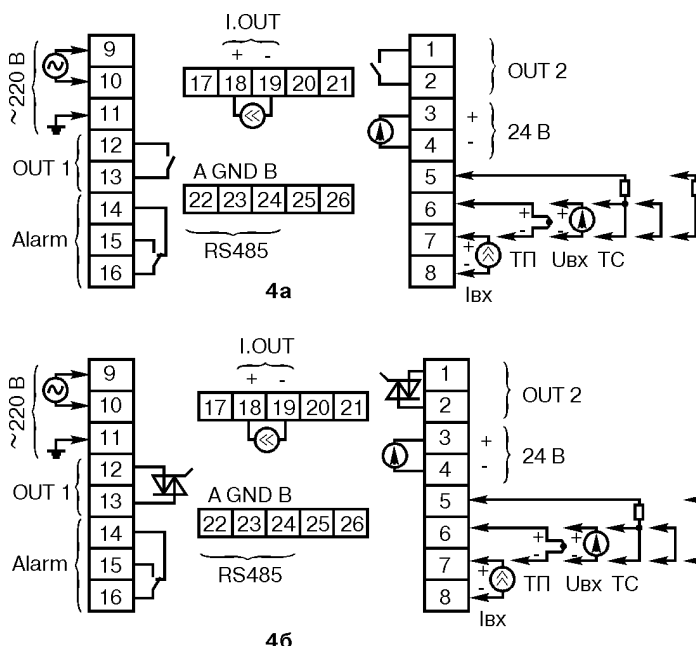 I.OUT
+ -
~220 В
9
10
11
12
13
14
15
16
OUT 1
Alarm
17 18 19 20 21
A GND B
22 23 24 25 26
RS485
1
2
3
4
5
6
7
8
OUT 2
+
-
24 В
+
-
+
-
+
-
ТП Uвх ТС
Iвх
4а
I.OUT
+ -
~220 В
9
10
11
12
13
14
15
16
OUT 1
Alarm
17 18 19 20 21
A GND B
22 23 24 25 26
RS485
1
2
3
4
5
6
7
8
OUT 2
+
-
24 В
+
-
+
-
+
-
ТП Uвх ТС
Iвх
4б